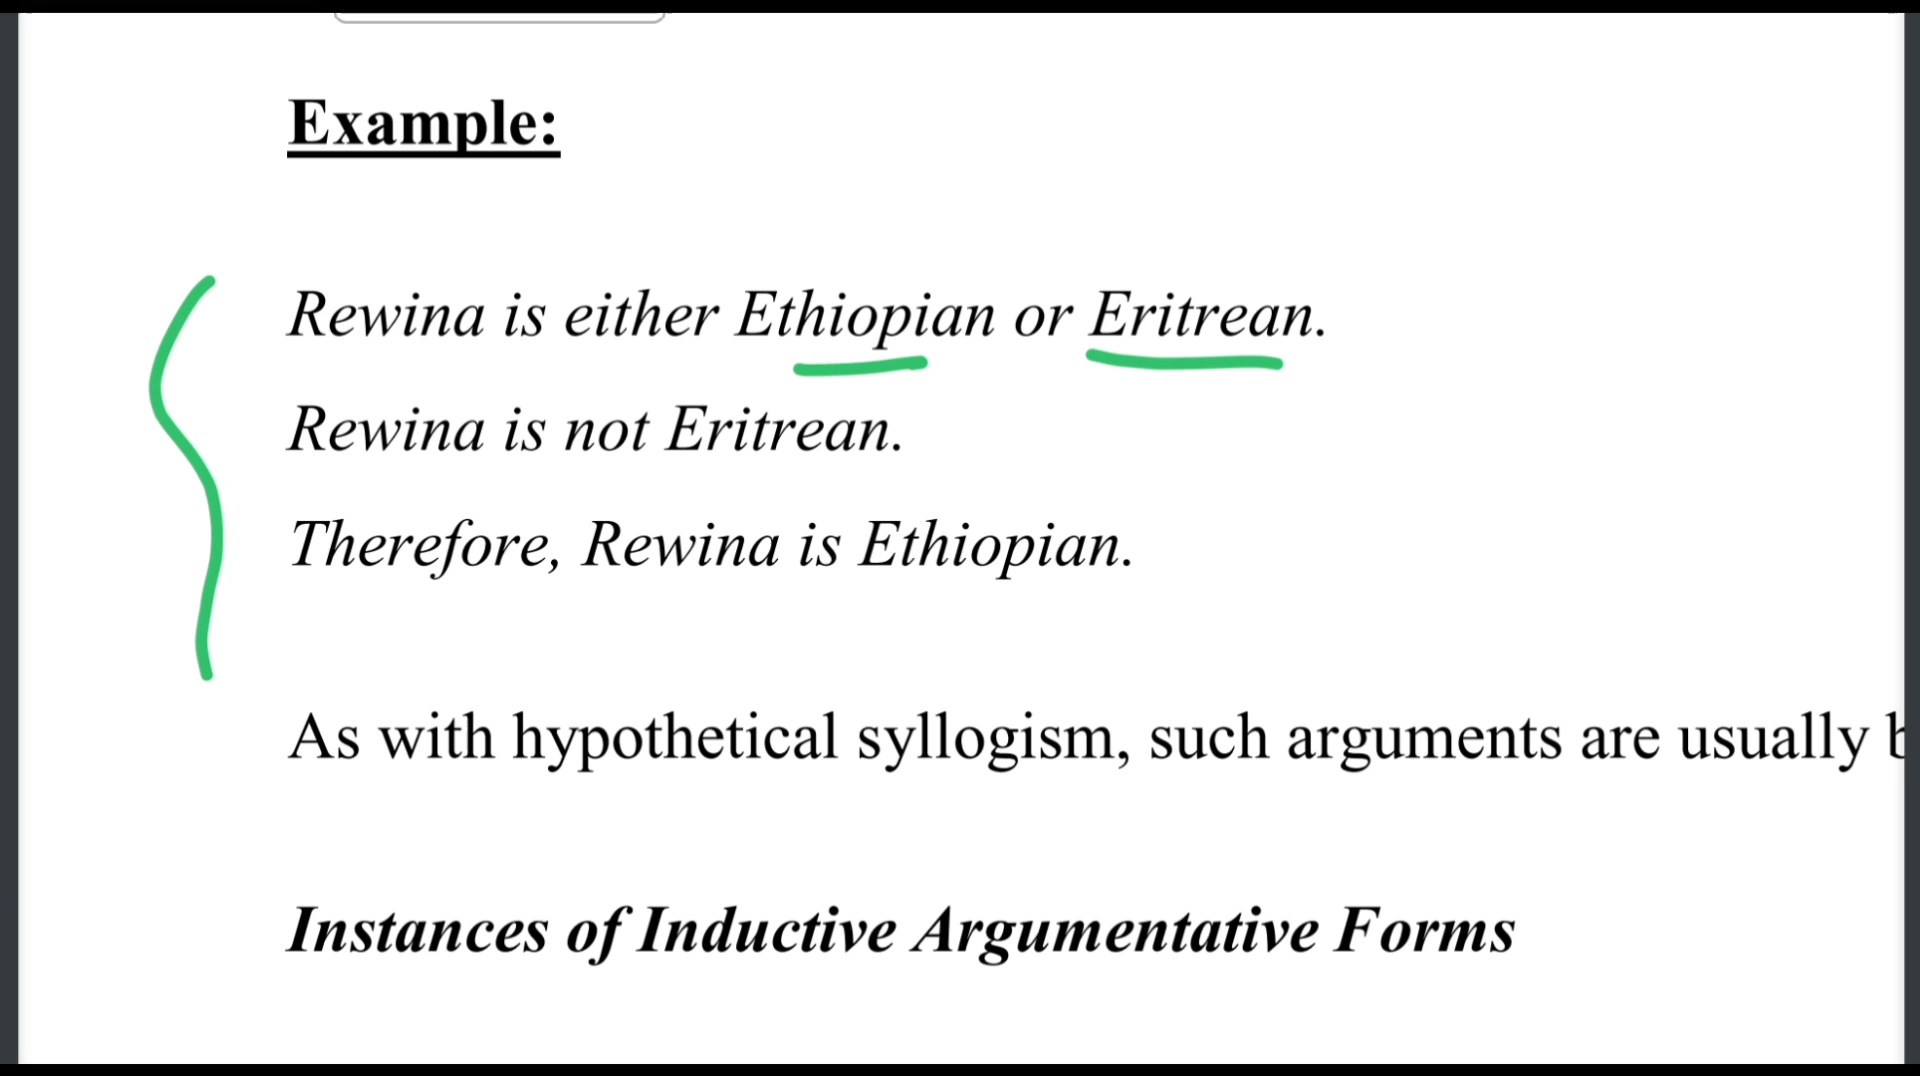 Example:
Rewina is either Ethiopian or Eritrean.
Rewina is not Eritrean.
Therefore, Rewina is Ethiopian.
As with hypothetical syllogism, such arguments are usually
Instances of Inductive Argumentative Forms